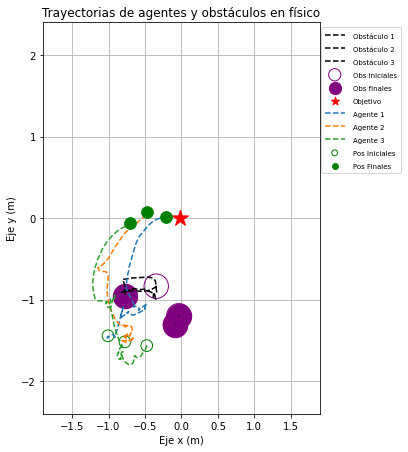 Trayectorias de agentes y obstáculos en físico
Obstáculo 1
Obstáculo 2
Obstáculo 3
Obs iniciales
Obs finales
Objetivo
Agente 1
Agente 2
Agente 3
Pos Iniciales
Pos Finales
Eje y (m)
2
1
0
−1
−2
−1.5
−1.0
−0.5
0.0
0.5
1.0
1.5
Eje x (m)